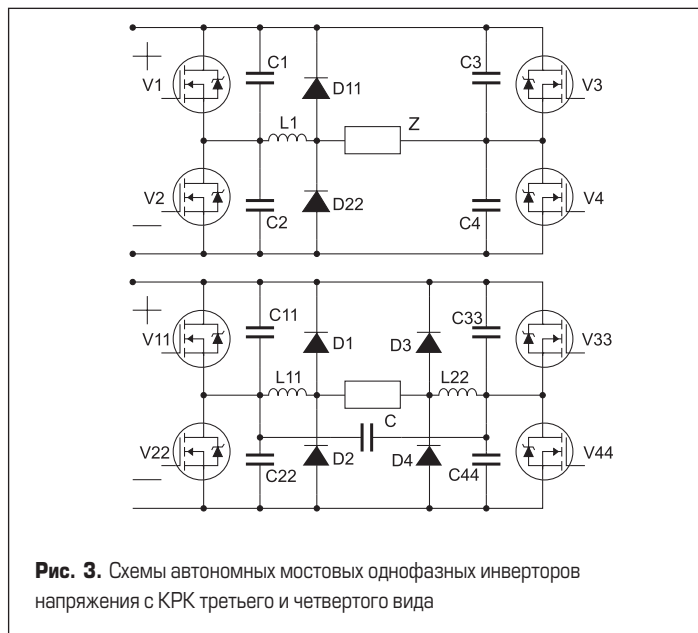 C1
C3
V1
D11
V3
L1
Z
V2
D22
V4
C2
C4
C11
C33
V11
D1
D3
V33
L11
L22
C
V22
D2
D4
V44
C22
C44
Рис. 3. Схемы автономных мостовых однофазных инверторов
напряжения с КРК третьего и четвертого вида